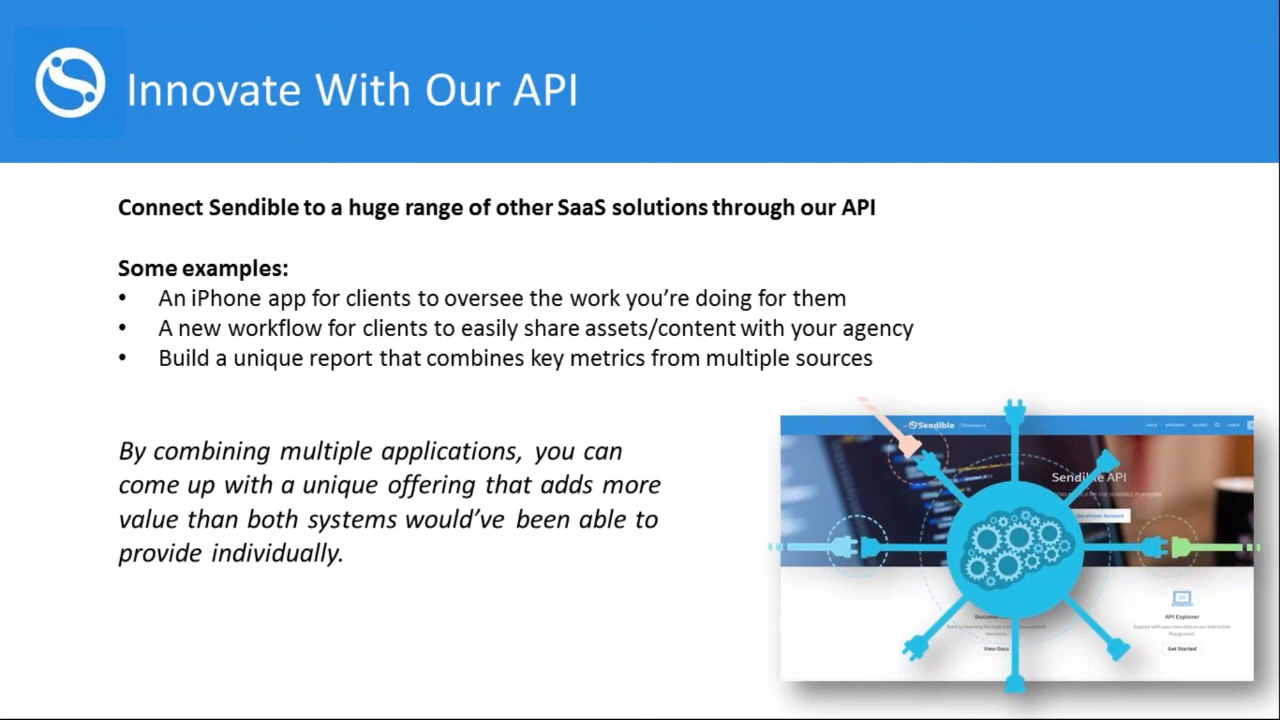 Innovate With Our API
Connect Sendible to a huge range of other SaaS solutions through our API
Some examples:
• An iPhone app for clients to oversee the work you’re doing for them
• A new workflow for clients to easily share assets/content with your agency
• Build a unique report that combines key metrics from multiple sources
By combining multiple applications, you can
come up with a unique offering that adds more
value than both systems would’ve been able to
provide individually.
Sendible
API
Developer Account
API Explorer
View Docs
Get Started